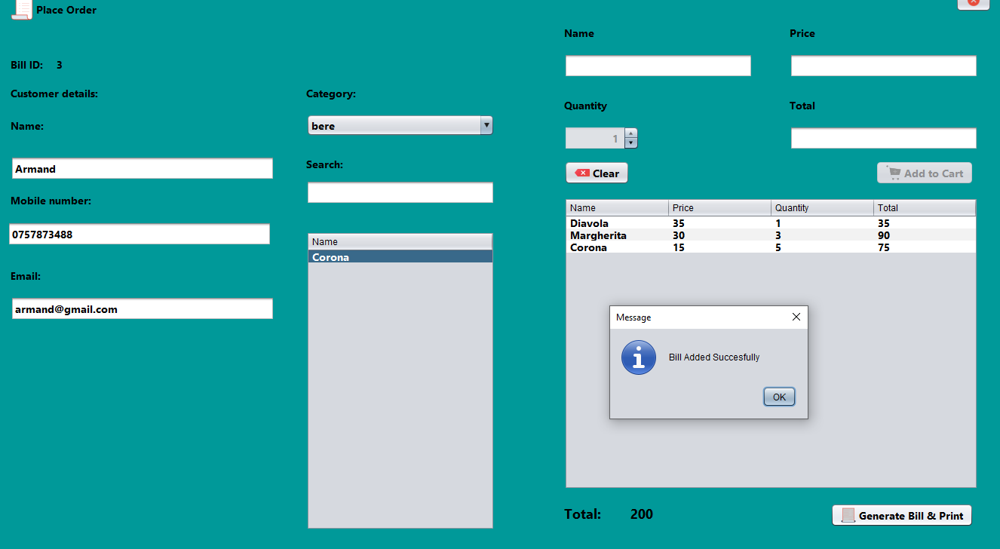 Place Order
Bill ID: 3
Customer details:
Name:
Armand
Mobile number:
0757873488
Email:
armand@gmail.com
Category:
bere
Search:
Name
Corona
Name Price
Quantity Total
1
Clear Add to Cart
Name Price Quantity Total
Diavola 35 1 35
Margherita 30 3 90
Corona 15 5 75
Message
Bill Added Succesfully
OK
Total: 200
Generate Bill & Print